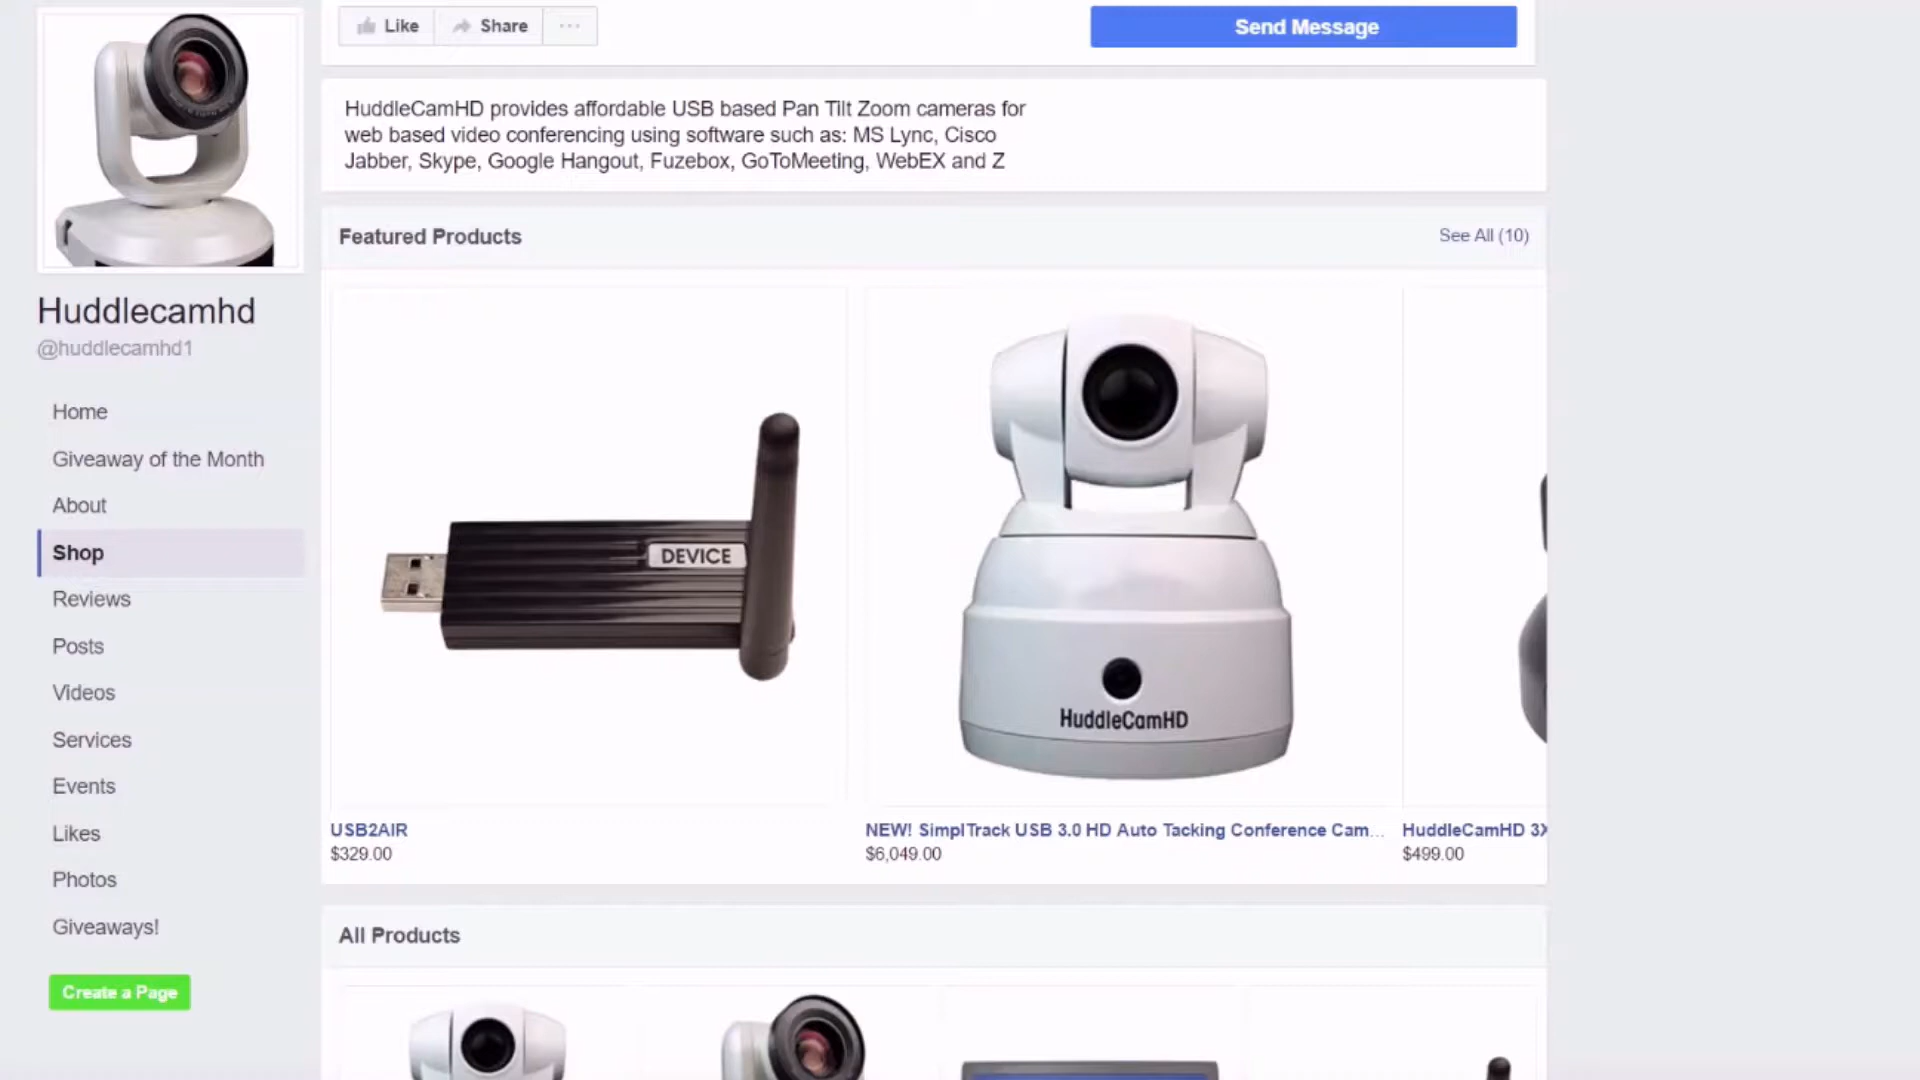 Like
Share
Send Message
HuddleCamHD provides affordable USB based Pan Tilt Zoom cameras for
web based video conferencing using software such as: MS Lync, Cisco
Jabber, Skype, Google Hangout, Fuzebox, GoToMeeting, WebEX and Z
Huddlecamhd
@huddlecamhd1
Home
Giveaway of the Month
About
Shop
Reviews
Posts
Videos
Services
Events
Likes
Photos
Giveaways!
Create a Page
Featured Products
See All (10)
DEVICE
HuddleCamHD
USB2AIR
$329.00
NEW! SimplTrack USB 3.0 HD Auto Tacking Conference Cam...
$6,049.00
HuddleCamHD 3X
$499.00
All Products